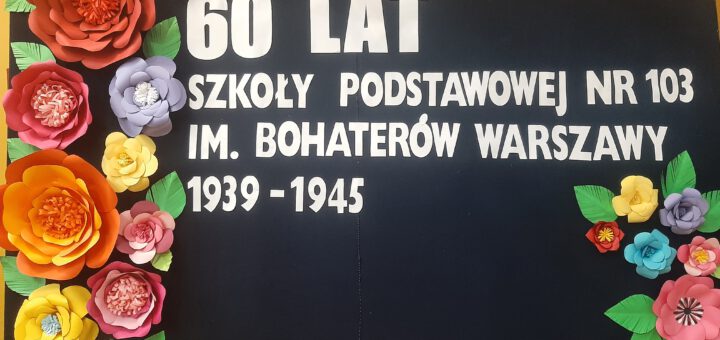 60 LAT
SZKOŁY PODSTAWOWEJ NR 103
IM. BOHATERÓW WARSZAWY
1939 - 1945